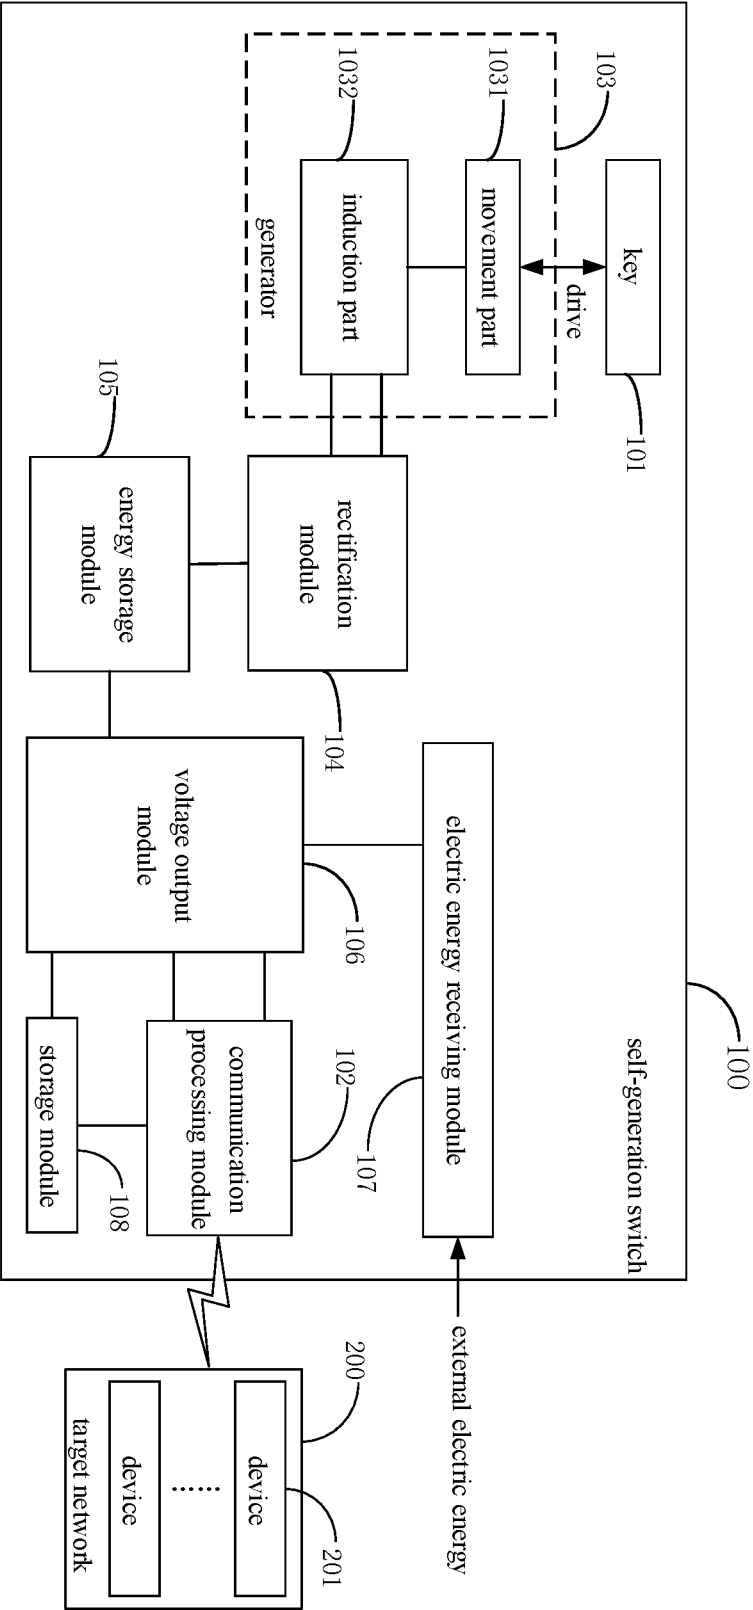 100
self-generation switch
key
101
drive
103
1031
movement part
1032
induction part
generator
rectification
module
104
105
energy storage
module
voltage output
module
106
electric energy receiving module
107
external electric energy
communication
processing module
102
storage module
108
200
device
201
......
device
target network